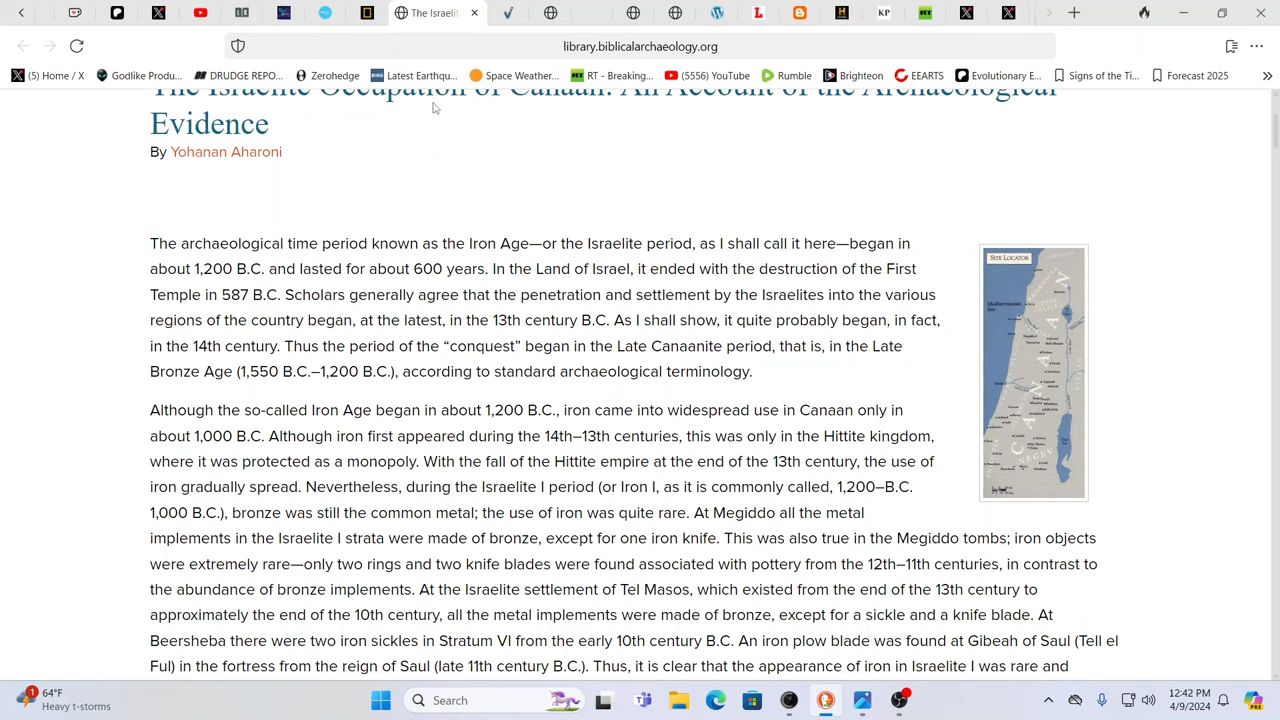 The Israelit
library.biblicalarchaeology.org
(5) Home / X
Godlike Produ...
DRUDGE REPO...
Zerohedge
Latest Earthqu...
Space Weather...
RT - Breaking...
(5556) YouTube
Rumble
Brighteon
EEARTS
Evolutionary E...
Signs of the Ti...
Forecast 2025
The Israelite Occupation of Canaan: An Account of the Archaeological
Evidence
By Yohanan Aharoni
The archaeological time period known as the Iron Age—or the Israelite period, as I shall call it here—began in
about 1,200 B.C. and lasted for about 600 years. In the Land of Israel, it ended with the destruction of the First
Temple in 587 B.C. Scholars generally agree that the penetration and settlement by the Israelites into the various
regions of the country began, at the latest, in the 13th century B.C. As I shall show, it quite probably began, in fact,
in the 14th century. Thus the period of the “conquest” began in the Late Canaanite period, that is, in the Late
Bronze Age (1,550 B.C.–1,200 B.C.), according to standard archaeological terminology.
SITE LOCATOR
Mediterranean
Sea
CANAAN
Although the so-called Iron Age began in about 1,200 B.C., iron came into widespread use in Canaan only in
about 1,000 B.C. Although iron first appeared during the 14th–13th centuries, this was only in the Hittite kingdom,
where it was protected as a monopoly. With the fall of the Hittite empire at the end of the 13th century, the use of
iron gradually spread. Nevertheless, during the Israelite I period (or Iron I, as it is commonly called, 1,200–B.C.
1,000 B.C.), bronze was still the common metal; the use of iron was quite rare. At Megiddo all the metal
implements in the Israelite I strata were made of bronze, except for one iron knife. This was also true in the Megiddo tombs; iron objects
were extremely rare—only two rings and two knife blades were found associated with pottery from the 12th–11th centuries, in contrast to
the abundance of bronze implements. At the Israelite settlement of Tel Masos, which existed from the end of the 13th century to
approximately the end of the 10th century, all the metal implements were made of bronze, except for a sickle and a knife blade. At
Beersheba there were two iron sickles in Stratum VI from the early 10th century B.C. An iron plow blade was found at Gibeah of Saul (Tell el
Ful) in the fortress from the reign of Saul (late 11th century B.C.). Thus, it is clear that the appearance of iron in Israelite I was rare and
1
64°F
Heavy t-storms
Search
12:42 PM
4/9/2024